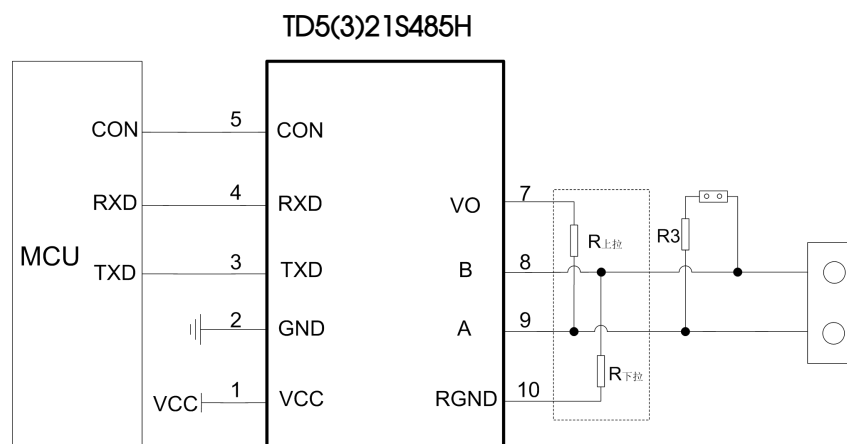 TD5(3)21S485H
CON 5 CON
RXD 4 RXD
7
VO
R上拉
R3
MCU
TXD 3 TXD
B 8
2 GND
A 9
R下拉
VCC 1 VCC
RGND 10